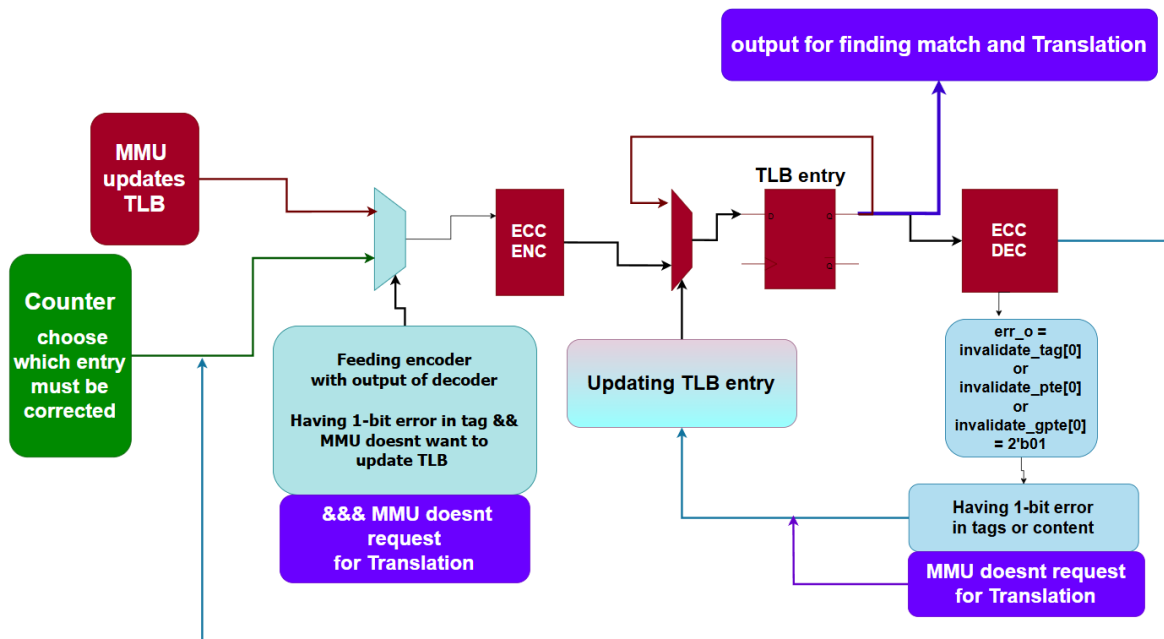 output for finding match and Translation
MMU
updates
TLB
TLB entry
ECC
ENC
ECC
DEC
Counter
choose
which entry
must be
corrected
Feeding encoder
with output of decoder
Having 1-bit error in tag &&
MMU doesnt want to
update TLB
&&& MMU doesnt
request
for Translation
Updating TLB entry
err_o =
invalidate_tag[0]
or
invalidate_pte[0]
or
invalidate_gpte[0]
= 2'b01
Having 1-bit error
in tags or content
MMU doesnt request
for Translation